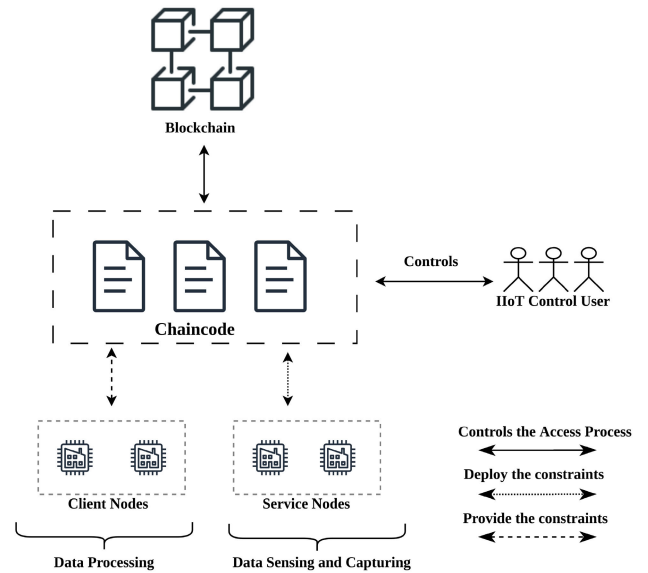 Blockchain
Controls
IIoT Control User
Chaincode
Controls the Access Process
Deploy the constraints
Provide the constraints
Client Nodes
Service Nodes
Data Processing
Data Sensing and Capturing